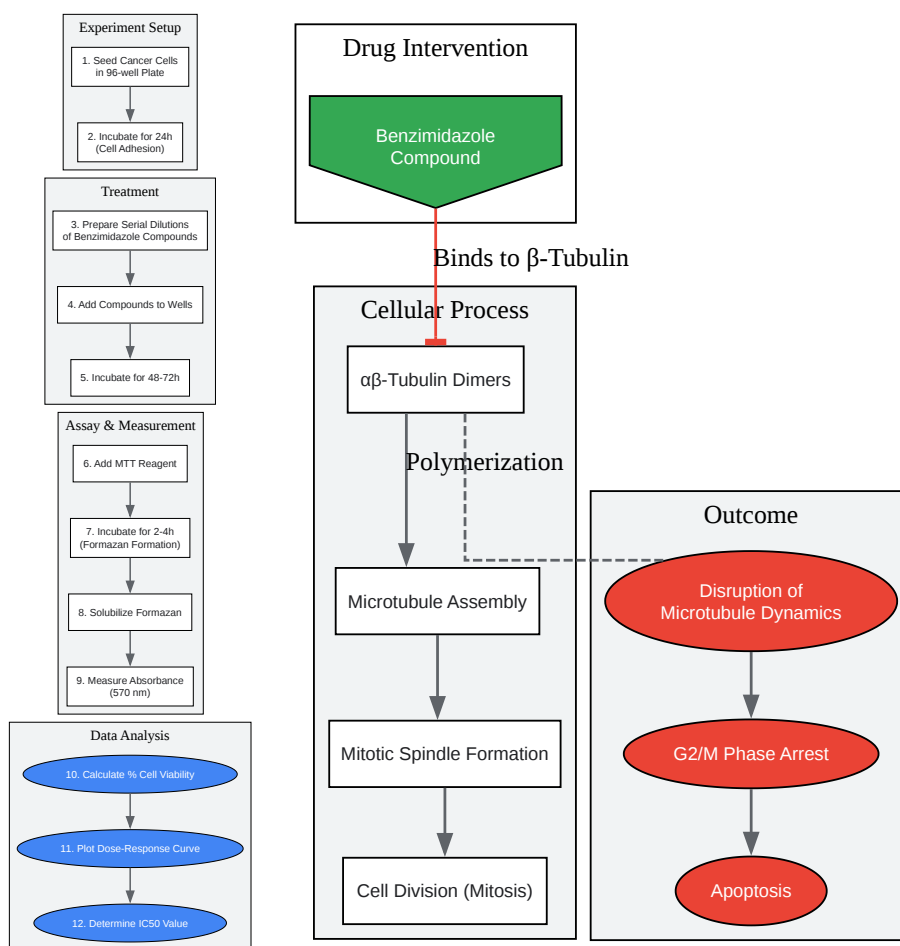 Experiment Setup
1. Seed Cancer Cells
in 96-well Plate
2. Incubate for 24h
(Cell Adhesion)
Treatment
3. Prepare Serial Dilutions
of Benzimidazole Compounds
4. Add Compounds to Wells
5. Incubate for 48-72h
Assay & Measurement
6. Add MTT Reagent
7. Incubate for 2-4h
(Formazan Formation)
8. Solubilize Formazan
9. Measure Absorbance
(570 nm)
Data Analysis
10. Calculate % Cell Viability
11. Plot Dose-Response Curve
12. Determine IC50 Value
Drug Intervention
Benzimidazole
Compound
Binds to β-Tubulin
Cellular Process
αβ-Tubulin Dimers
Polymerization
Microtubule Assembly
Mitotic Spindle Formation
Cell Division (Mitosis)
Outcome
Disruption of
Microtubule Dynamics
G2/M Phase Arrest
Apoptosis